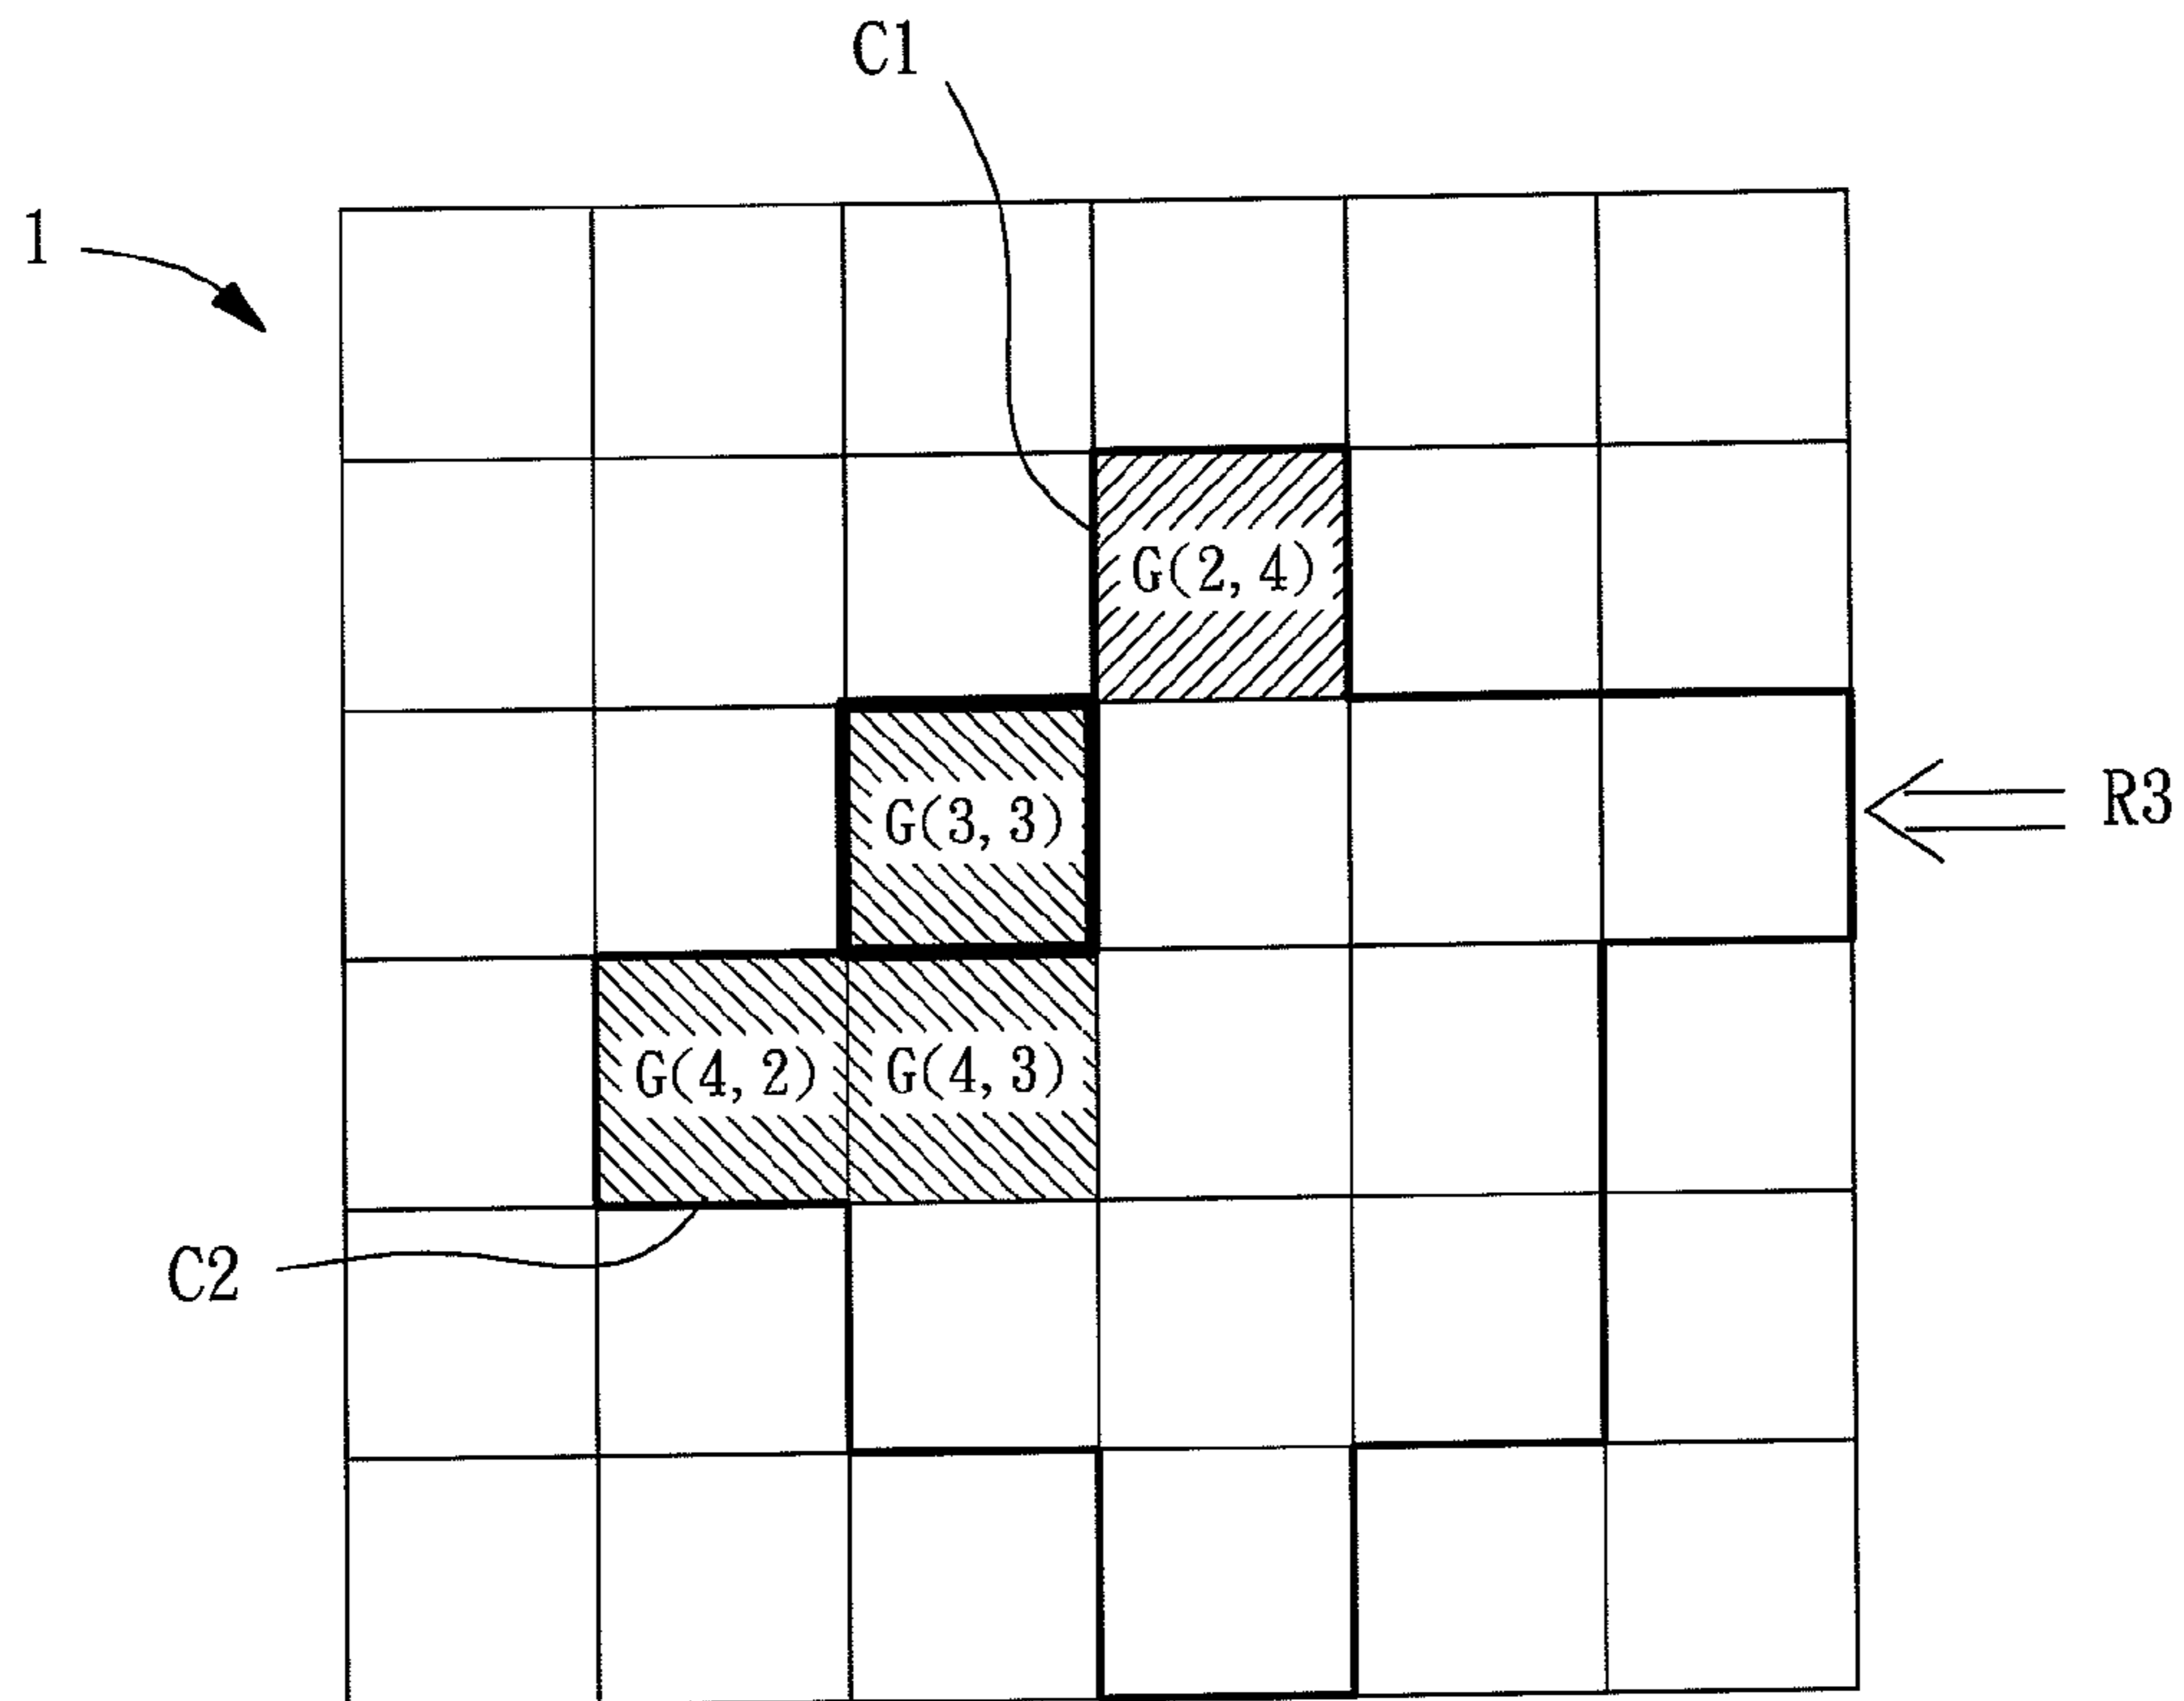 C1
1
G(2, 4)
G(3, 3)
R3
G(4, 2) G(4, 3)
C2